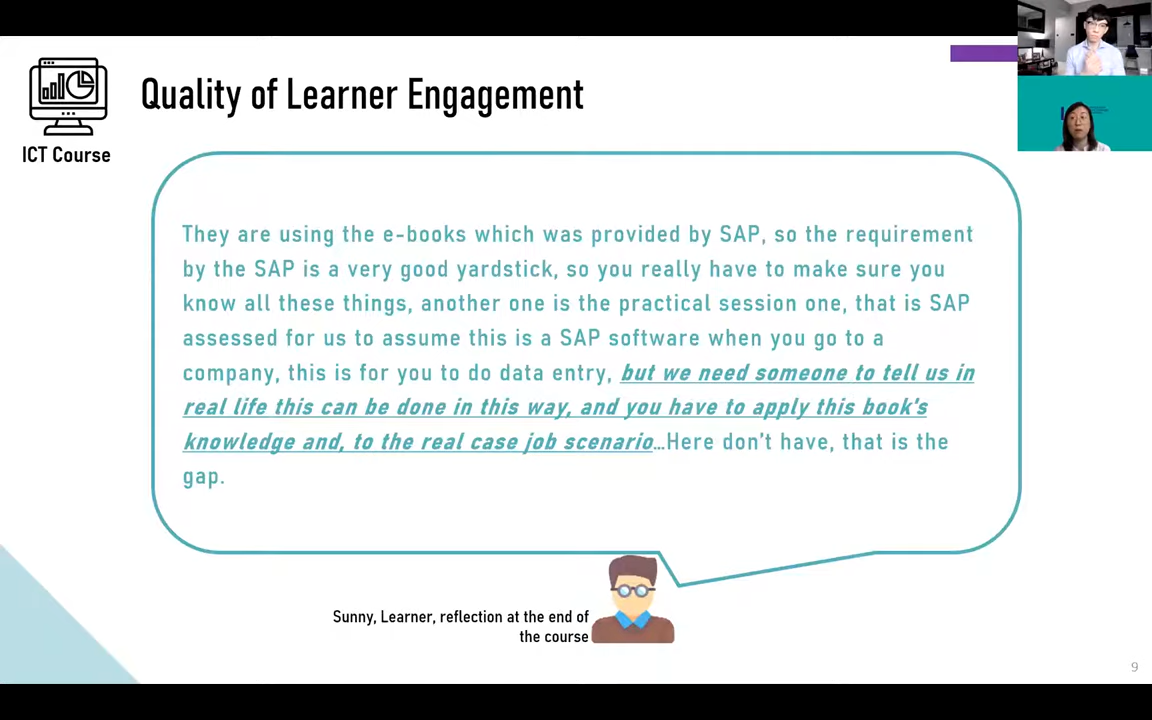 Quality of Learner Engagement
ICT Course
They are using the e-books which was provided by SAP, so the requirement
by the SAP is a very good yardstick, so you really have to make sure you
know all these things, another one is the practical session one, that is SAP
assessed for us to assume this is a SAP software when you go to a
company, this is for you to do data entry, but we need someone to tell us in
real life this can be done in this way, and you have to apply this book's
knowledge and, to the real case job scenario…Here don't have, that is the
gap.
Sunny, Learner, reflection at the end of
the course
9